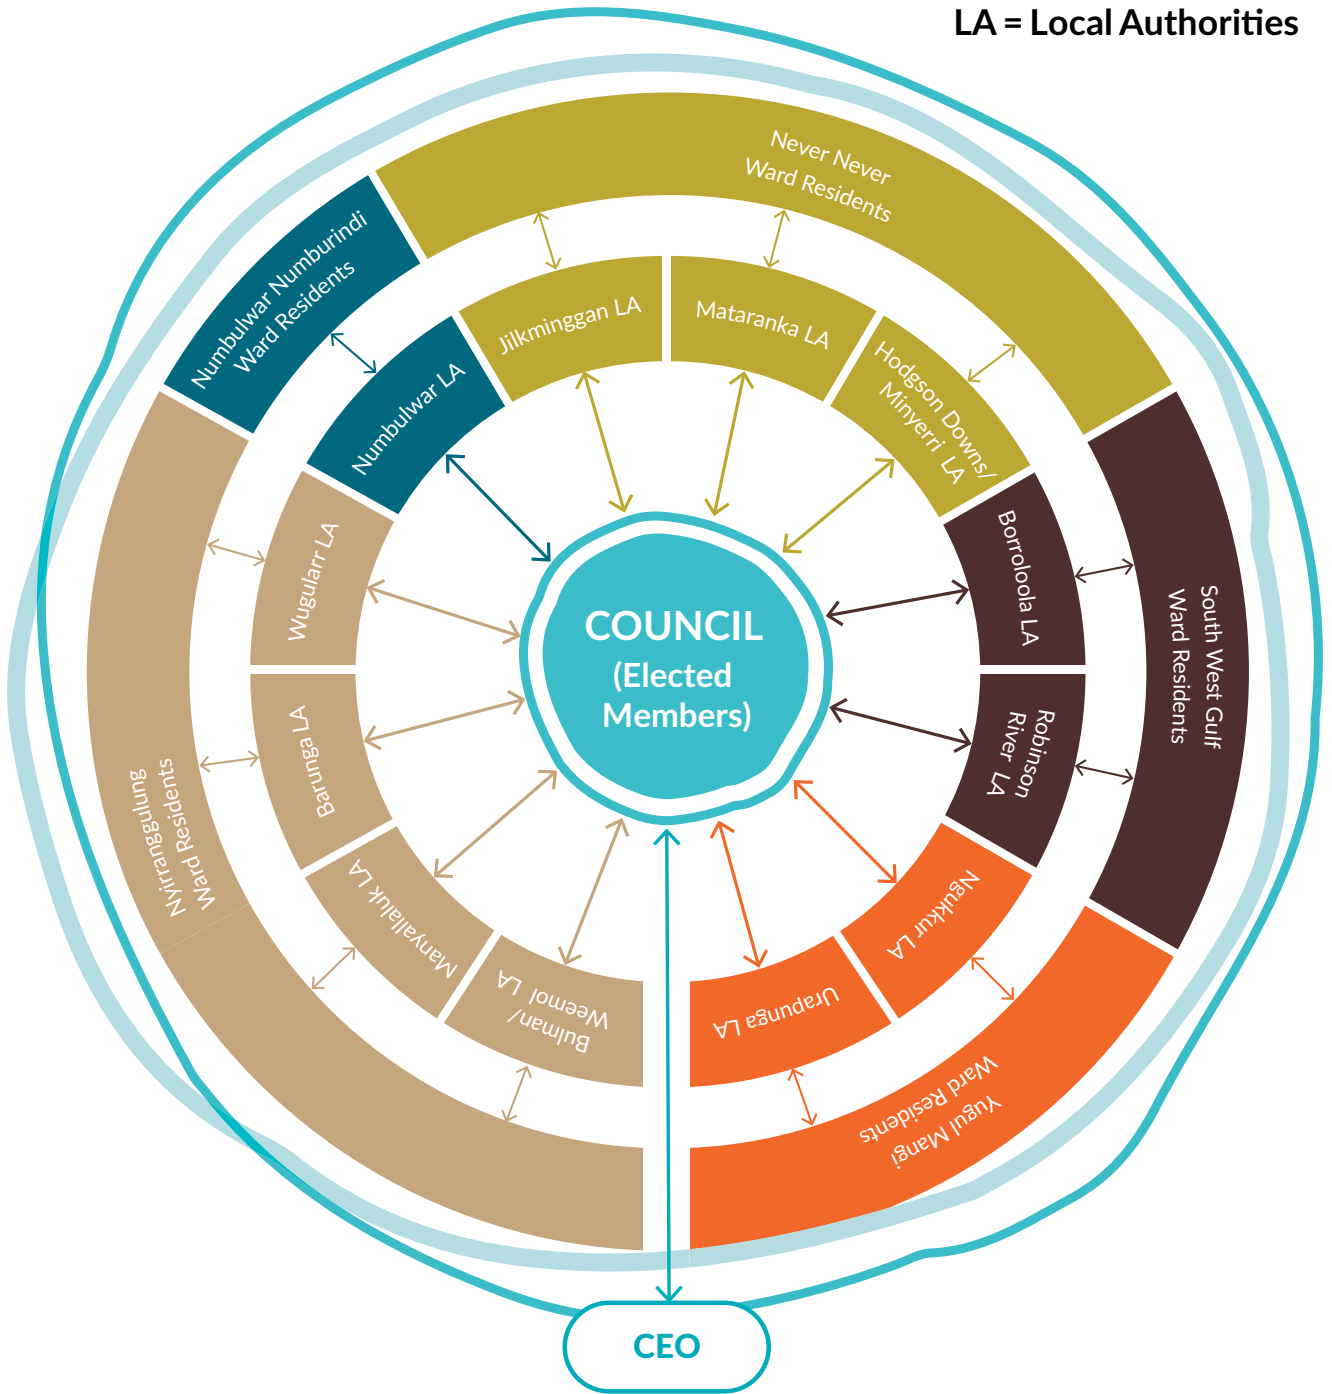 LA = Local Authorities
Never Never
Ward Residents
Numbulwar Numburindi
Ward Residents
Jilkminggan LA
Mataranka LA
Hodgson Downs/
Minyerri LA
Numbulwar LA
Borroloola LA
South West Gulf
Ward Residents
Wugularr LA
COUNCIL
(Elected
Members)
Robinson
River LA
Barunga LA
Nyirranggulung
Ward Residents
Manyallaluk LA
Ngukkur LA
Bulman/
Weemol LA
Urapunga LA
Yugul Mangi
Ward Residents
CEO